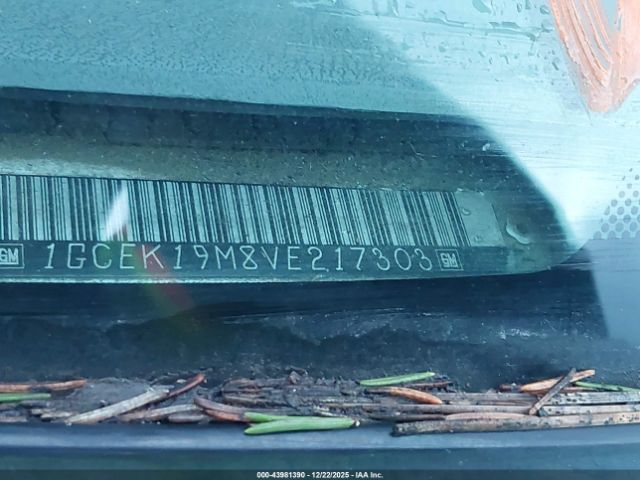 GM 1GCEK19M8VE217303 GM
000-43981390 - 12/22/2025 - IAA Inc.